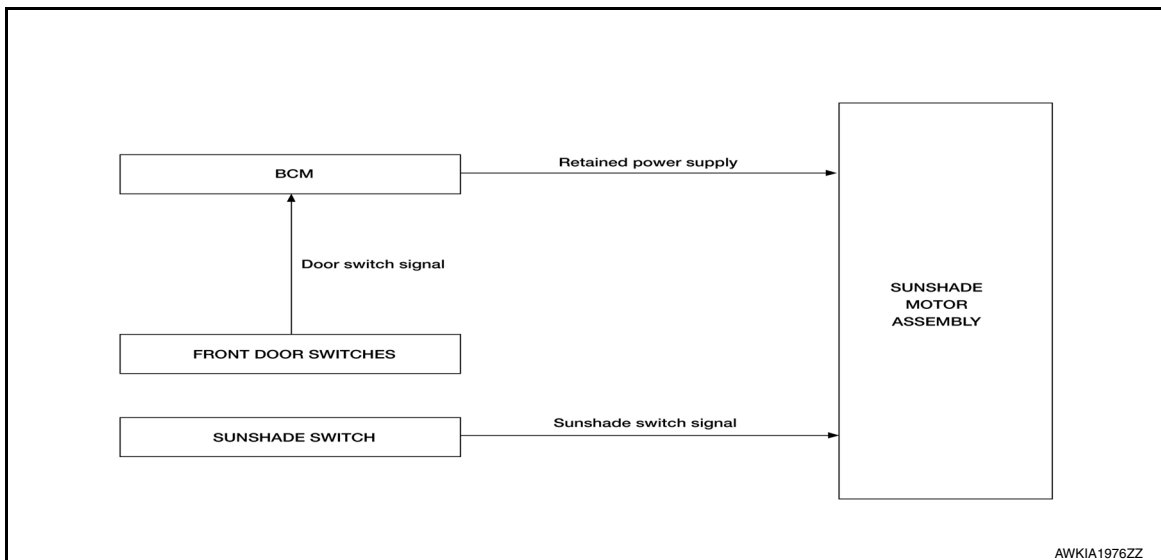 BCM
Retained power supply
Door switch signal
FRONT DOOR SWITCHES
SUNSHADE SWITCH
Sunshade switch signal
SUNSHADE
MOTOR
ASSEMBLY
AWKIA1976ZZ